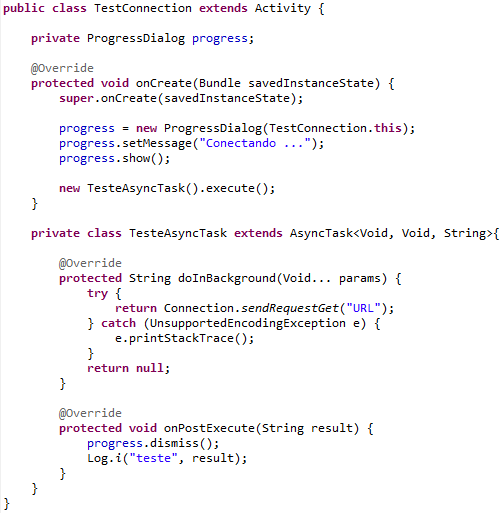 public class TestConnection extends Activity {
private ProgressDialog progress;
@Override
protected void onCreate(Bundle savedInstanceState) {
super.onCreate(savedInstanceState);
progress = new ProgressDialog(TestConnection.this);
progress.setMessage("Conectando ...");
progress.show();
new TesteAsyncTask().execute();
}
private class TesteAsyncTask extends AsyncTask<Void, Void, String>{
@Override
protected String doInBackground(Void... params) {
try {
return Connection.sendRequestGet("URL");
} catch (UnsupportedEncodingException e) {
e.printStackTrace();
}
return null;
}
@Override
protected void onPostExecute(String result) {
progress.dismiss();
Log.i("teste", result);
}
}
}